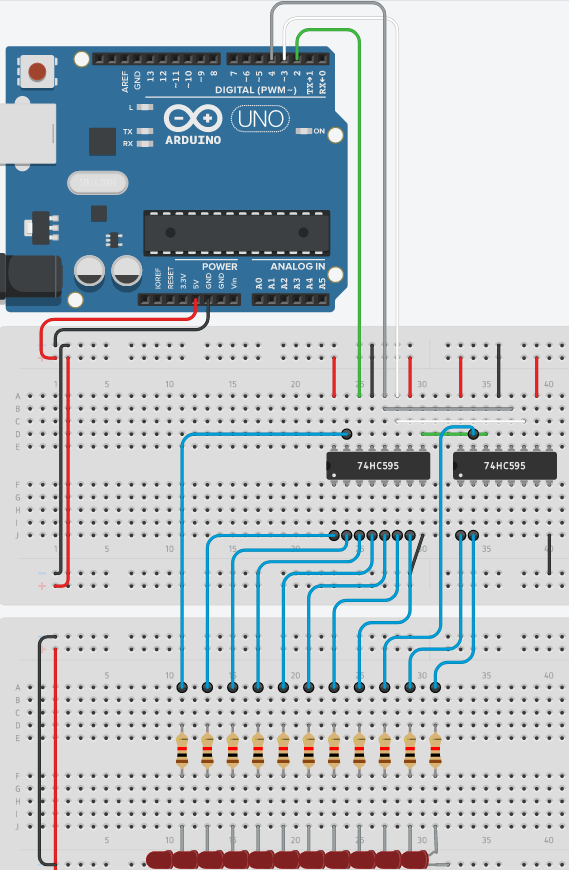 AREF GND 13 12 ~11 ~10 ~9 8 7 ~6 ~5 4 ~3 2 TX→1 RX←0
DIGITAL (PWM~)
L
TX
RX
UNO
ON
ARDUINO
POWER ANALOG IN
IOREF RESET 3.3V 5V GND GND Vin A0 A1 A2 A3 A4 A5
1 5 10 15 20 25 30 35 40
A
B
C
D
E
74HC595 74HC595
F
G
H
I
J
1 5 10 15 20 25 30 35 40
- 
+
5 10 15 20 25 30 35 40
A
B
C
D
E
F
G
H
I
J
5 10 15 20 25 30 35 40